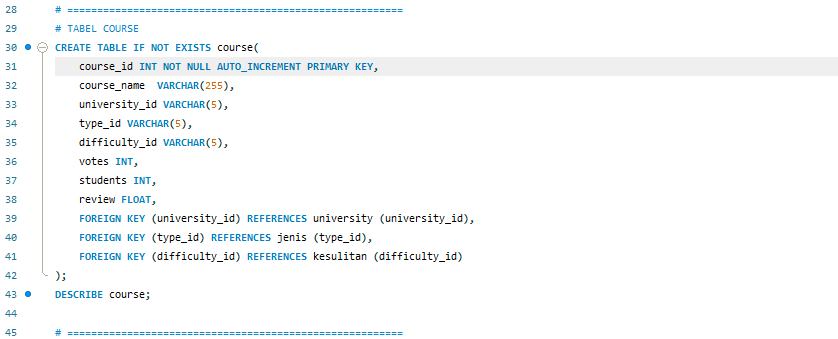 28 # ========================================================
29 # TABEL COURSE
30 CREATE TABLE IF NOT EXISTS course(
31 course_id INT NOT NULL AUTO_INCREMENT PRIMARY KEY,
32 course_name  VARCHAR(255),
33 university_id VARCHAR(5),
34 type_id VARCHAR(5),
35 difficulty_id VARCHAR(5),
36 votes INT,
37 students INT,
38 review FLOAT,
39 FOREIGN KEY (university_id) REFERENCES university (university_id),
40 FOREIGN KEY (type_id) REFERENCES jenis (type_id),
41 FOREIGN KEY (difficulty_id) REFERENCES kesulitan (difficulty_id)
42 );
43 DESCRIBE course;
44
45 # ========================================================